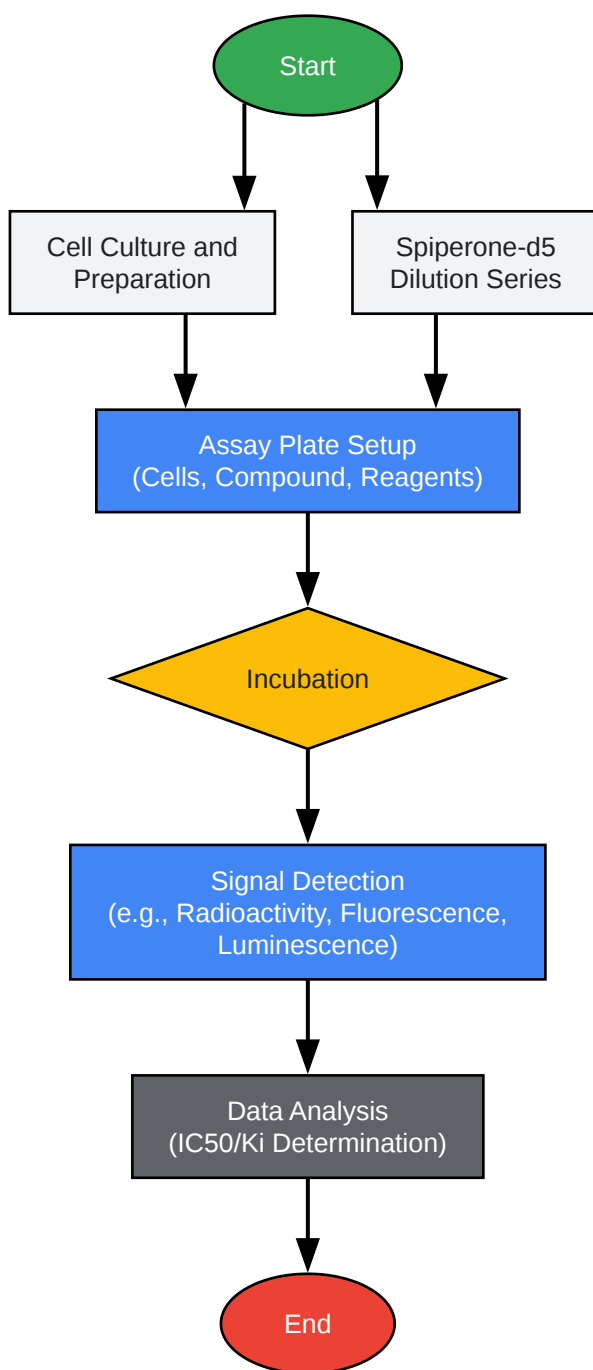 Start
Cell Culture and
Preparation
Spiperone-d5
Dilution Series
Assay Plate Setup
(Cells, Compound, Reagents)
Incubation
Signal Detection
(e.g., Radioactivity, Fluorescence,
Luminescence)
Data Analysis
(IC50/Ki Determination)
End